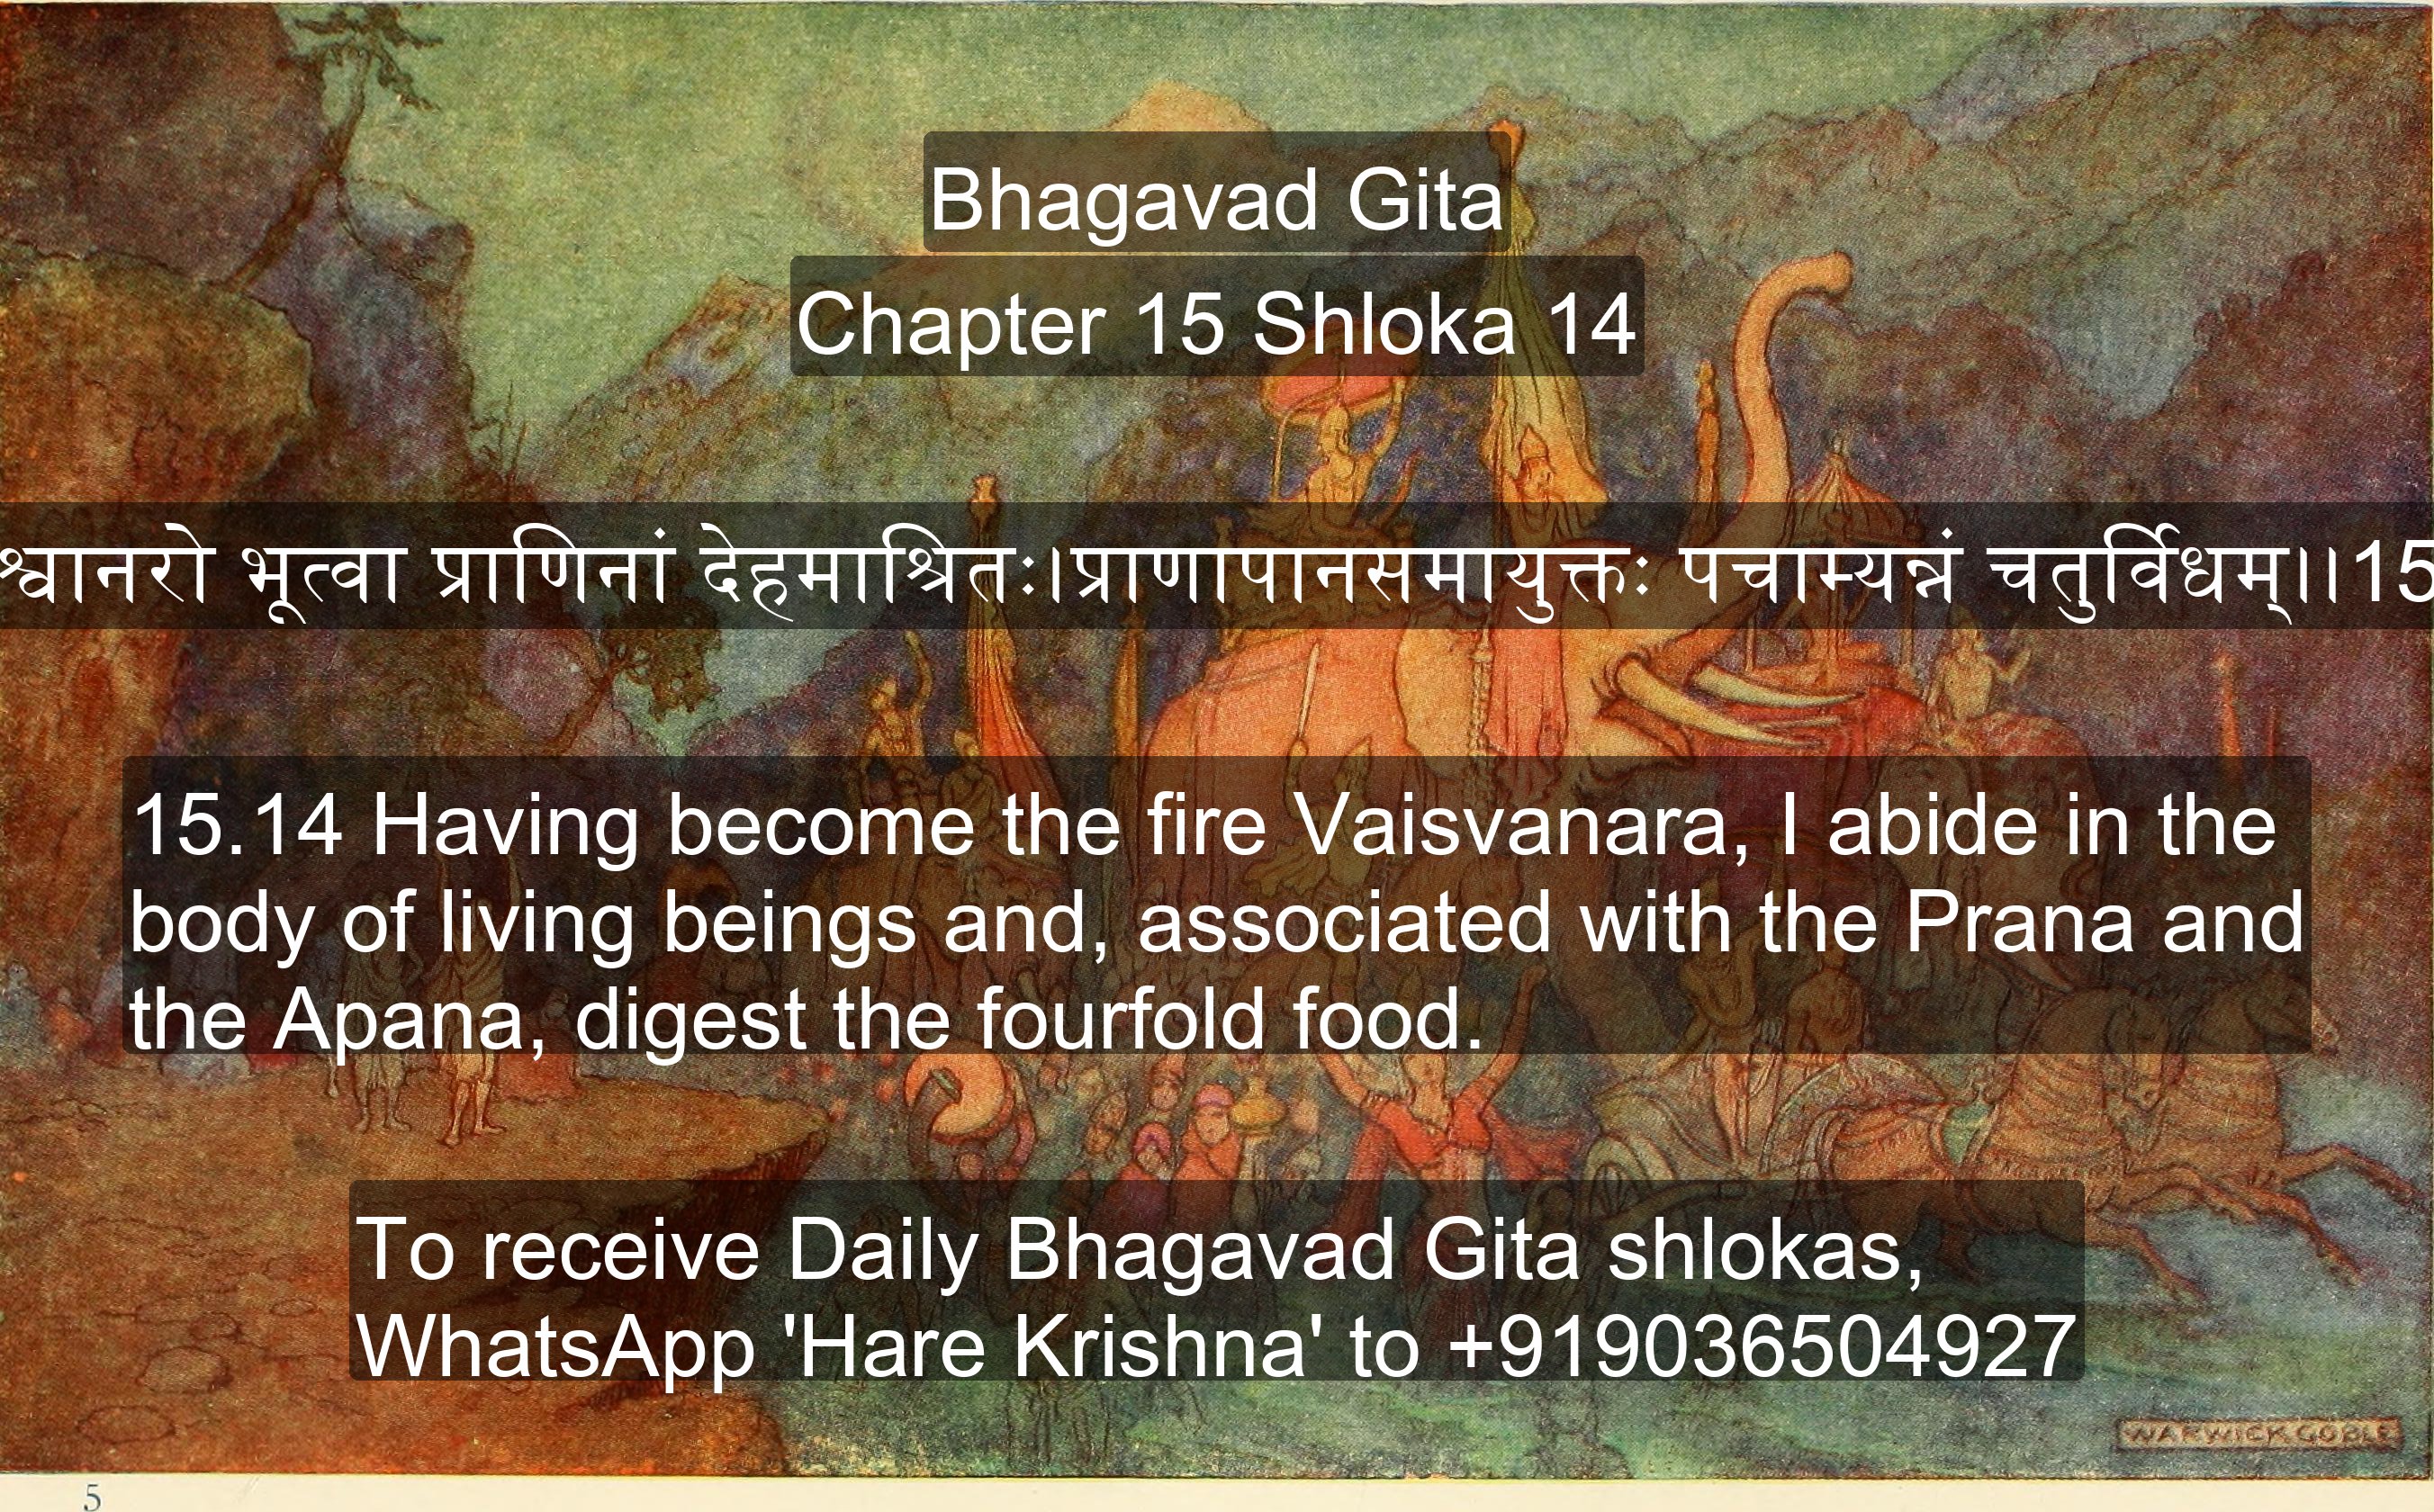 Bhagavad Gita
Chapter 15 Shloka 14
श्वानरो भूत्वा प्राणिनां देहमाश्रितः।प्राणापानसमायुक्तः पचाम्यन्नं चतुर्विधम्।।15
15.14 Having become the fire Vaisvanara, I abide in the
body of living beings and, associated with the Prana and
the Apana, digest the fourfold food.
To receive Daily Bhagavad Gita shlokas,
WhatsApp 'Hare Krishna' to +919036504927
WARWICK GOBLE
5